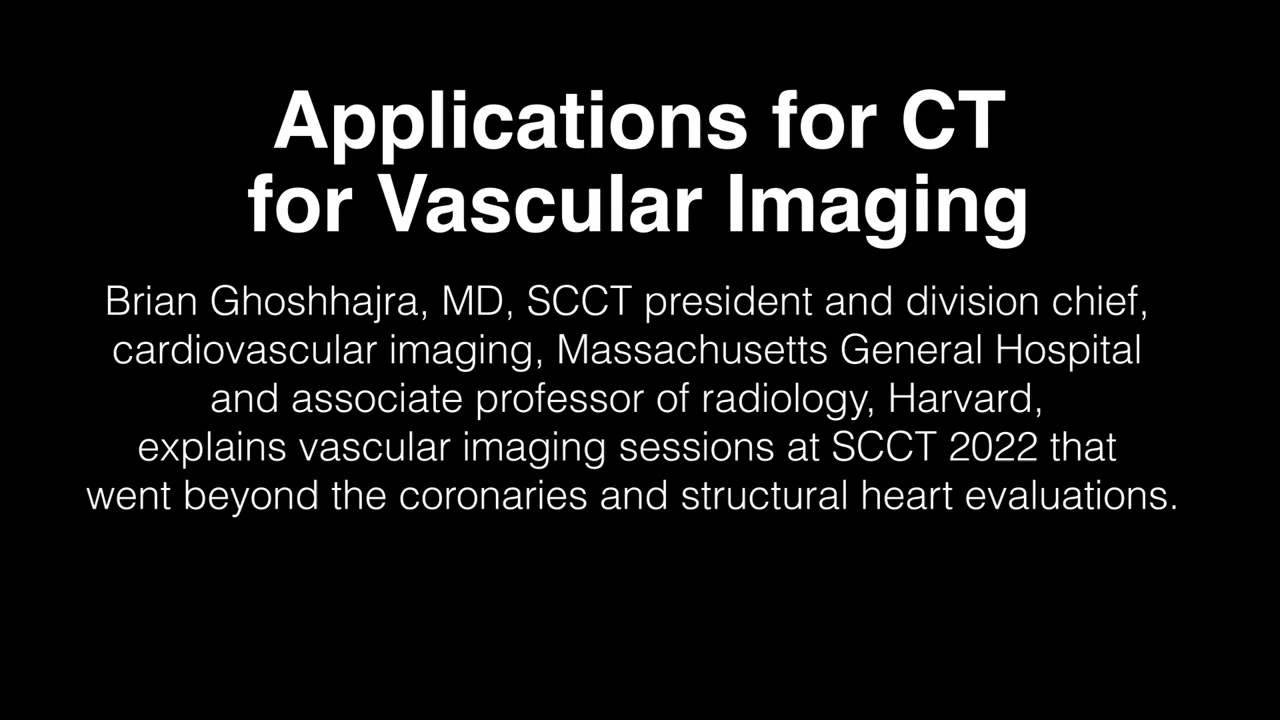 Applications for CT
for Vascular Imaging
Brian Ghoshhajra, MD, SCCT president and division chief,
cardiovascular imaging, Massachusetts General Hospital
and associate professor of radiology, Harvard,
explains vascular imaging sessions at SCCT 2022 that
went beyond the coronaries and structural heart evaluations.